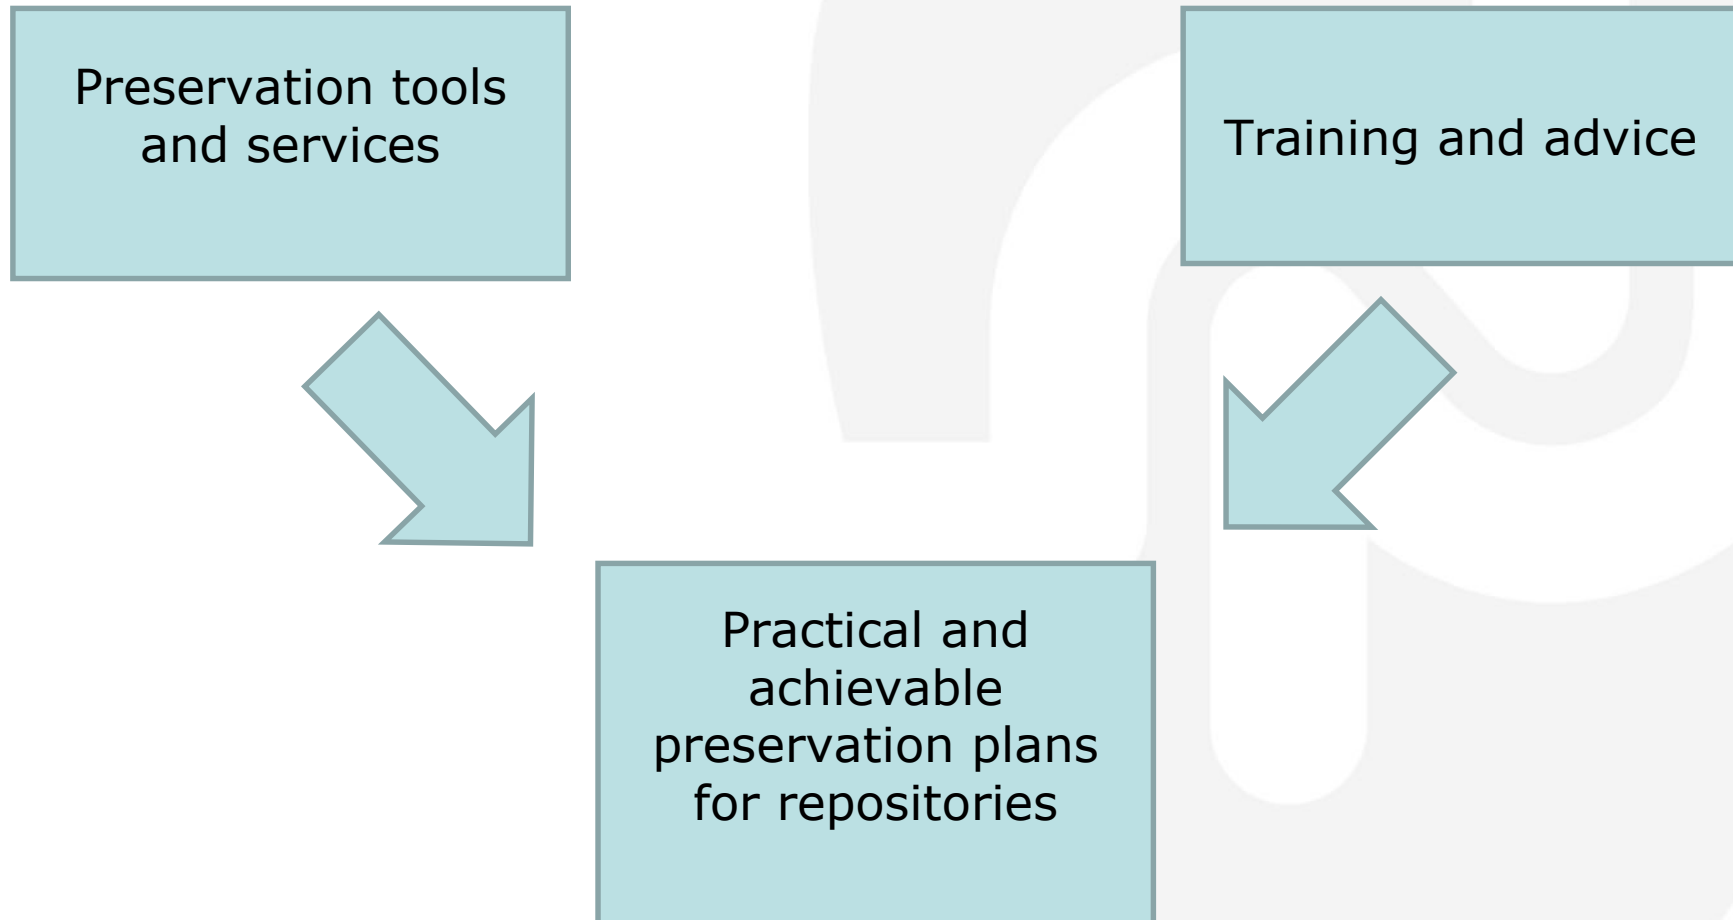 Preservation tools
and services
Training and advice
Practical and
achievable
preservation plans
for repositories